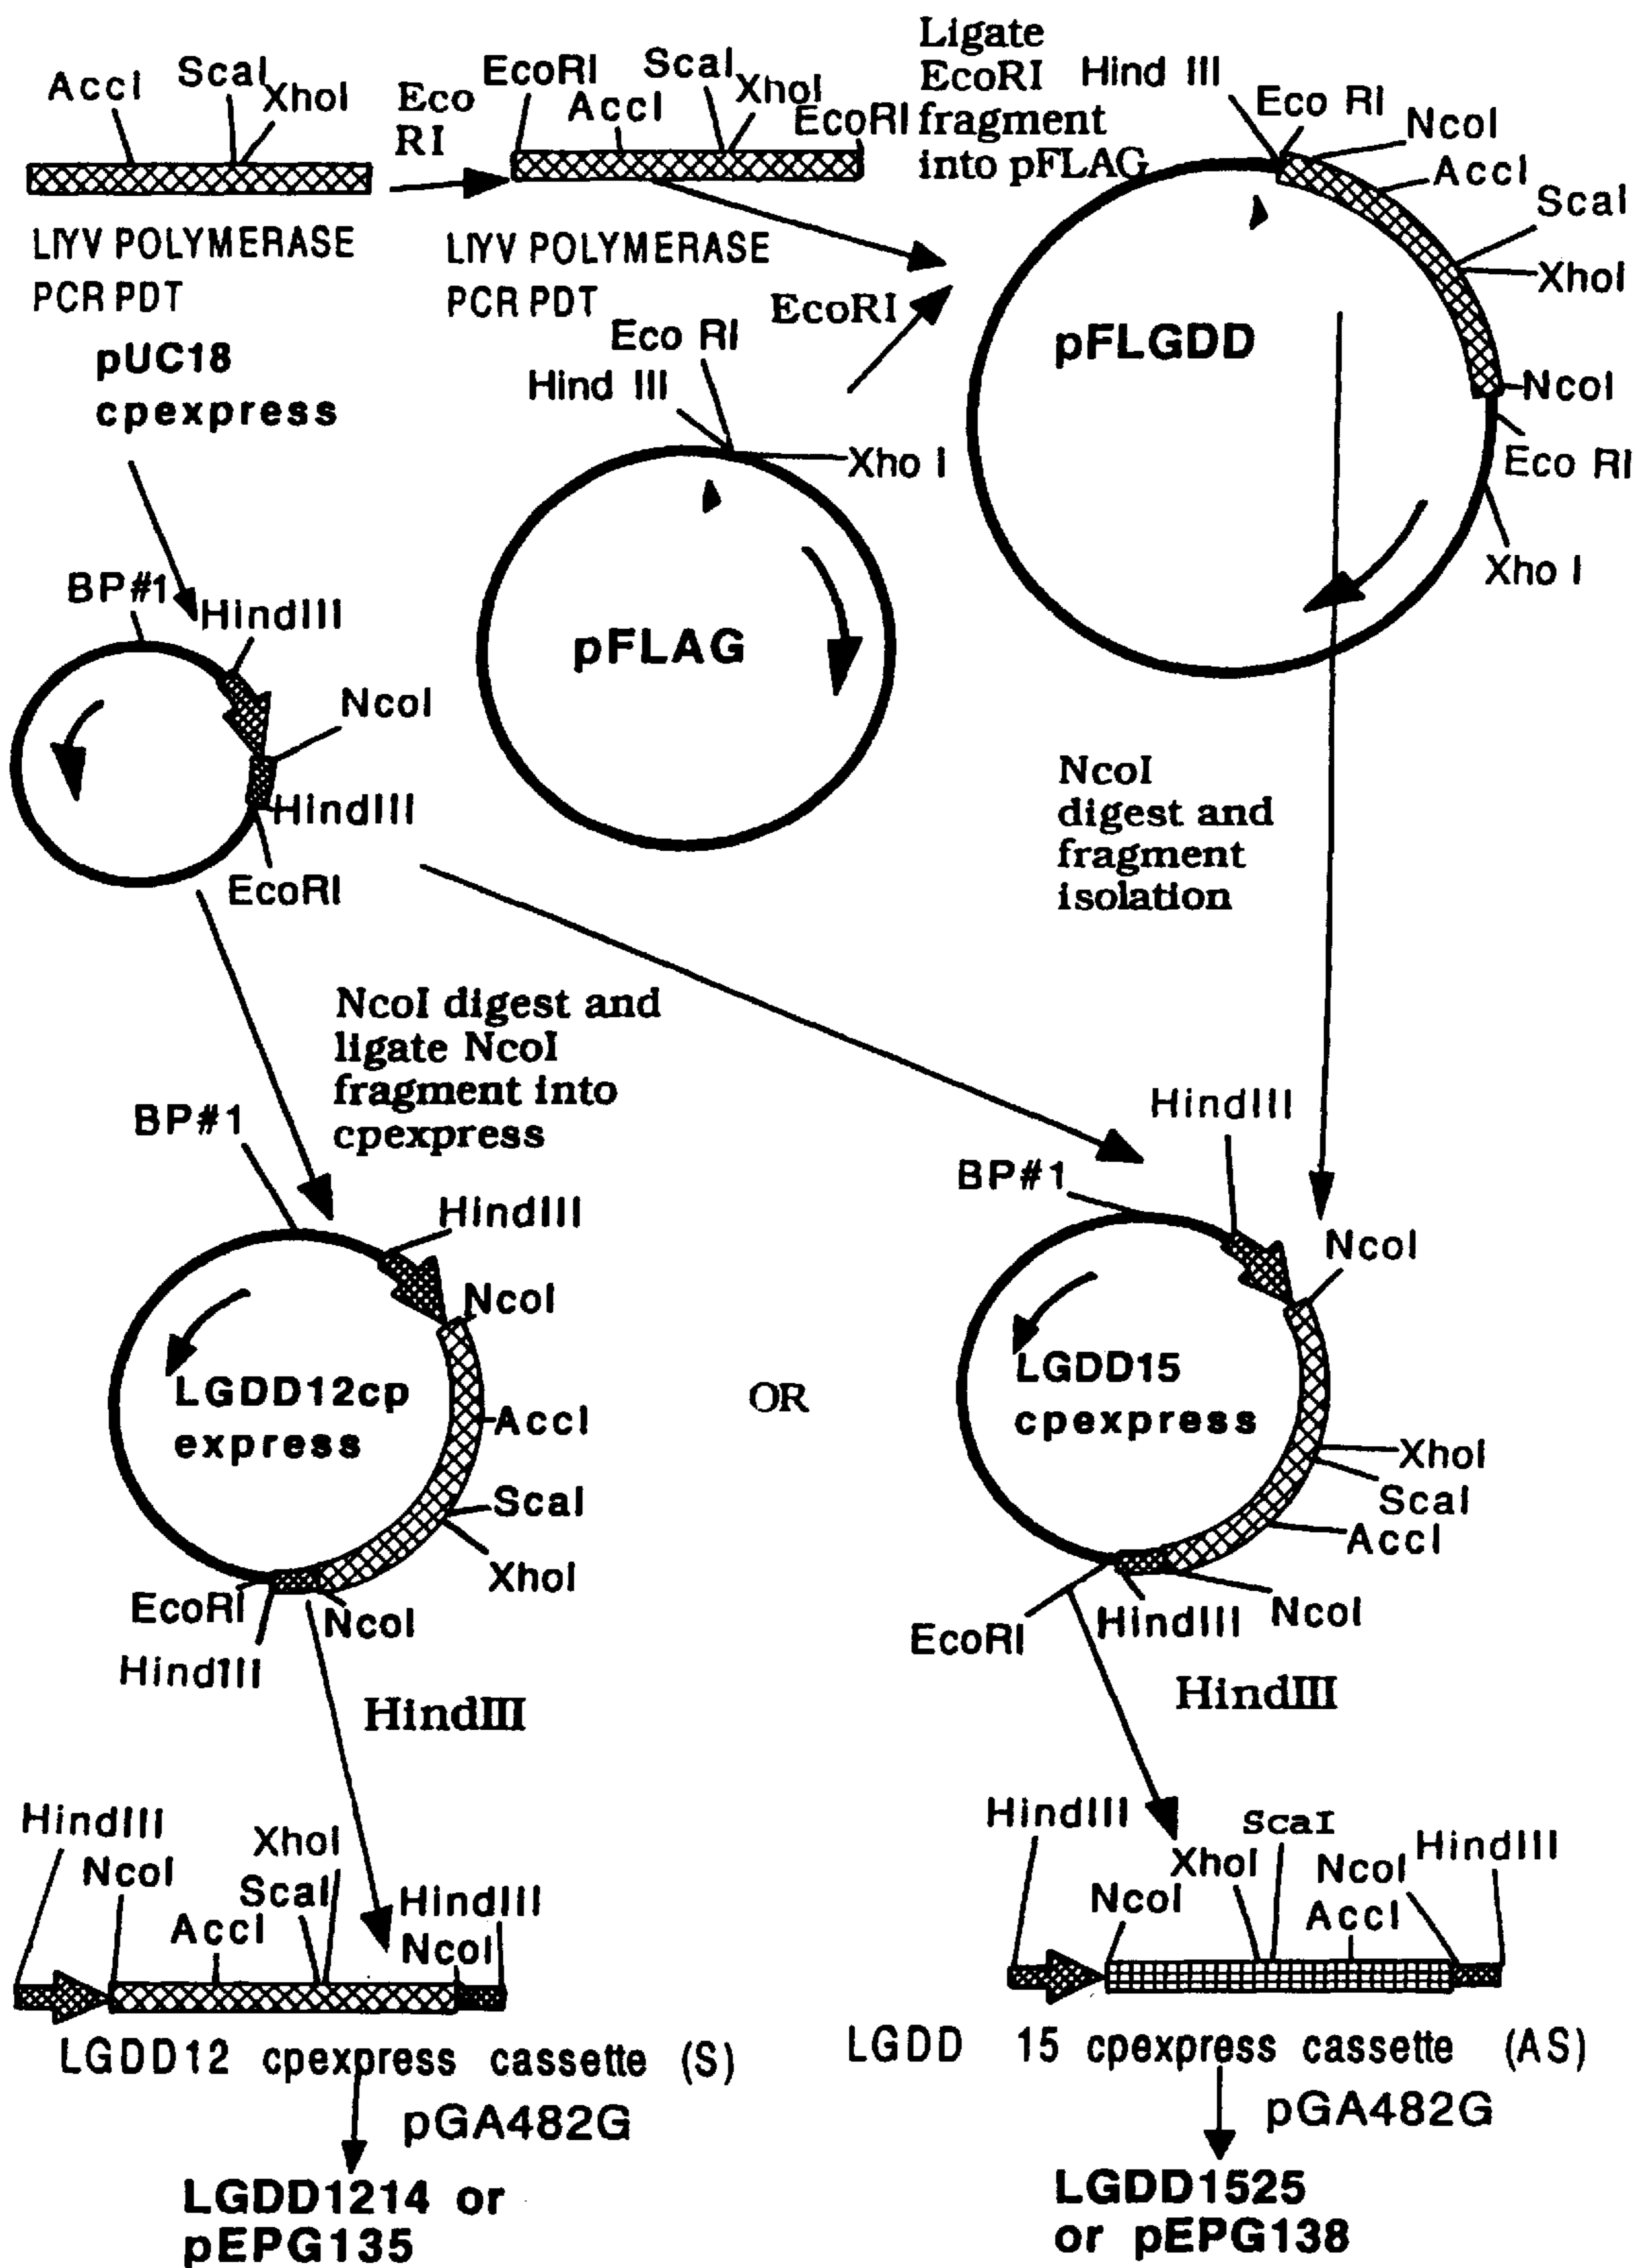 AccI
ScaI
XhoI
Eco
RI
EcoRI
AccI
ScaI
XhoI
EcoRI
Ligate
EcoRI
fragment
into pFLAG
Hind III
Eco RI
NcoI
AccI
ScaI
XhoI
NcoI
Eco RI
Xho I
pFLGDD
LIYV POLYMERASE
PCR PDT
LIYV POLYMERASE
PCR PDT
EcoRI
pUC18
cpexpress
Eco RI
Hind III
Xho I
pFLAG
BP#1
HindIII
NcoI
HindIII
EcoRI
NcoI
digest and
fragment
isolation
NcoI digest and
ligate NcoI
fragment into
cpexpress
BP#1
HindIII
NcoI
LGDD12cp
express
AccI
ScaI
XhoI
NcoI
EcoRI
HindIII
OR
HindIII
BP#1
NcoI
LGDD15
cpexpress
XhoI
ScaI
AccI
NcoI
HindIII
EcoRI
HindIII
HindIII
HindIII
NcoI
AccI
XhoI
ScaI
HindIII
NcoI
HindIII
NcoI
XhoI
ScaI
NcoI
AccI
HindIII
LGDD12 cpexpress cassette (S)
LGDD 15 cpexpress cassette (AS)
pGA482G
pGA482G
LGDD1214 or
pEPG135
LGDD1525
or pEPG138